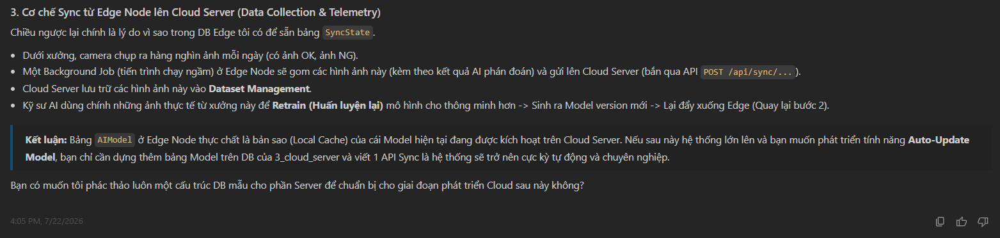 3. Cơ chế Sync từ Edge Node lên Cloud Server (Data Collection & Telemetry)
Chiều ngược lại chính là lý do vì sao trong DB Edge tôi có để sẵn bảng SyncState.
• Dưới xưởng, camera chụp ra hàng nghìn ảnh mỗi ngày (có ảnh OK, ảnh NG).
• Một Background Job (tiến trình chạy ngầm) ở Edge Node sẽ gom các hình ảnh này (kèm theo kết quả AI phán đoán) và gửi lên Cloud Server (bắn qua API POST /api/sync/...).
• Cloud Server lưu trữ các hình ảnh này vào Dataset Management.
• Kỹ sư AI dùng chính những ảnh thực tế từ xưởng này để Retrain (Huấn luyện lại) mô hình cho thông minh hơn -> Sinh ra Model version mới -> Lại đẩy xuống Edge (Quay lại bước 2).
Kết luận: Bảng AIModel ở Edge Node thực chất là bản sao (Local Cache) của cái Model hiện tại đang được kích hoạt trên Cloud Server. Nếu sau này hệ thống lớn lên và bạn muốn phát triển tính năng Auto-Update
Model, bạn chỉ cần dựng thêm bảng Model trên DB của 3_cloud_server và viết 1 API Sync là hệ thống sẽ trở nên cực kỳ tự động và chuyên nghiệp.
Bạn có muốn tôi phác thảo luôn một cấu trúc DB mẫu cho phần Server để chuẩn bị cho giai đoạn phát triển Cloud sau này không?
4:05 PM, 7/22/2026